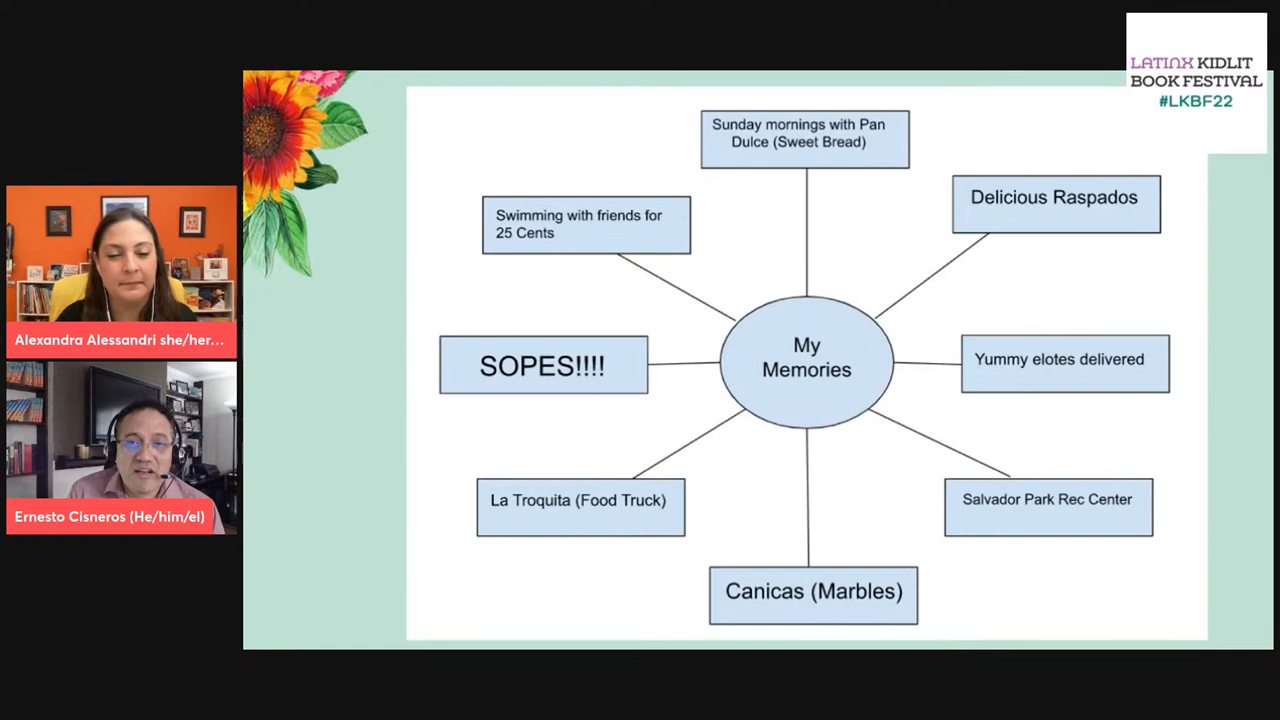 LATINX KIDLIT
BOOK FESTIVAL
#LKBF22
Sunday mornings with Pan
Dulce (Sweet Bread)
Delicious Raspados
Swimming with friends for
25 Cents
My
Memories
SOPES!!!!
Yummy elotes delivered
La Troquita (Food Truck)
Salvador Park Rec Center
Canicas (Marbles)
Alexandra Alessandri she/her...
Ernesto Cisneros (He/him/el)